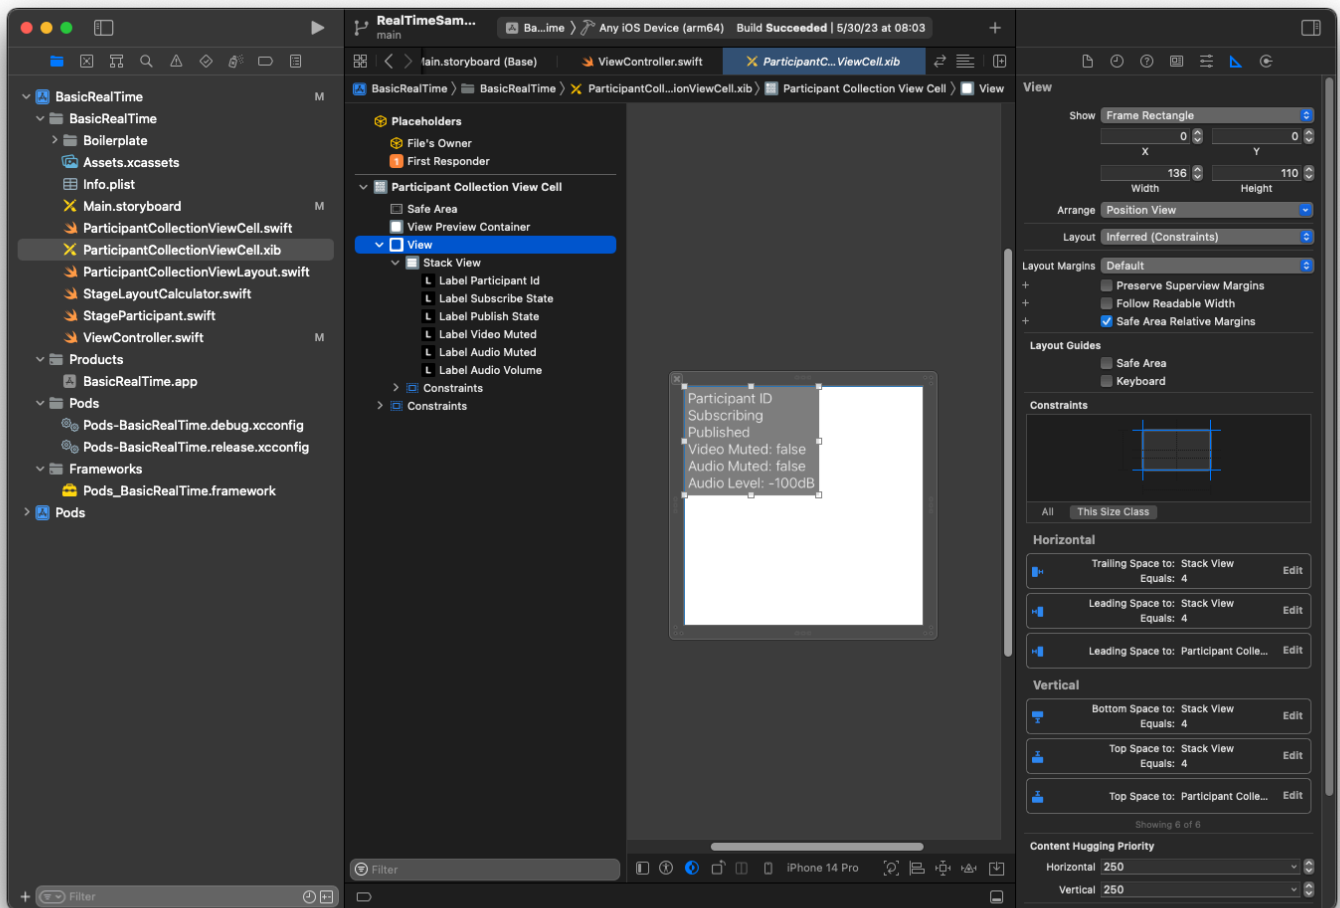 RealTimeSam...
main
Ba...ime
Any iOS Device (arm64)
Build Succeeded | 5/30/23 at 08:03
BasicRealTime
M
BasicRealTime
Boilerplate
Assets.xcassets
Info.plist
Main.storyboard
M
ParticipantCollectionViewCell.swift
ParticipantCollectionViewCell.xib
ParticipantCollectionViewLayout.swift
StageLayoutCalculator.swift
StageParticipant.swift
ViewController.swift
M
Products
BasicRealTime.app
Pods
Pods-BasicRealTime.debug.xcconfig
Pods-BasicRealTime.release.xcconfig
Frameworks
Pods_BasicRealTime.framework
Pods
Filter
Main.storyboard (Base)
ViewController.swift
ParticipantC...ViewCell.xib
BasicRealTime
BasicRealTime
ParticipantColl...ionViewCell.xib
Participant Collection View Cell
View
Placeholders
File's Owner
1 First Responder
Participant Collection View Cell
Safe Area
View Preview Container
View
Stack View
L Label Participant Id
L Label Subscribe State
L Label Publish State
L Label Video Muted
L Label Audio Muted
L Label Audio Volume
Constraints
Constraints
Filter
Participant ID
Subscribing
Published
Video Muted: false
Audio Muted: false
Audio Level: -100dB
iPhone 14 Pro
View
Show Frame Rectangle
0 0
X Y
136 110
Width Height
Arrange Position View
Layout Inferred (Constraints)
Layout Margins Default
Preserve Superview Margins
Follow Readable Width
Safe Area Relative Margins
Layout Guides
Safe Area
Keyboard
Constraints
All This Size Class
Horizontal
Trailing Space to: Stack View
Equals: 4
Edit
Leading Space to: Stack View
Equals: 4
Edit
Leading Space to: Participant Colle...
Edit
Vertical
Bottom Space to: Stack View
Equals: 4
Edit
Top Space to: Stack View
Equals: 4
Edit
Top Space to: Participant Colle...
Edit
Showing 6 of 6
Content Hugging Priority
Horizontal 250
Vertical 250